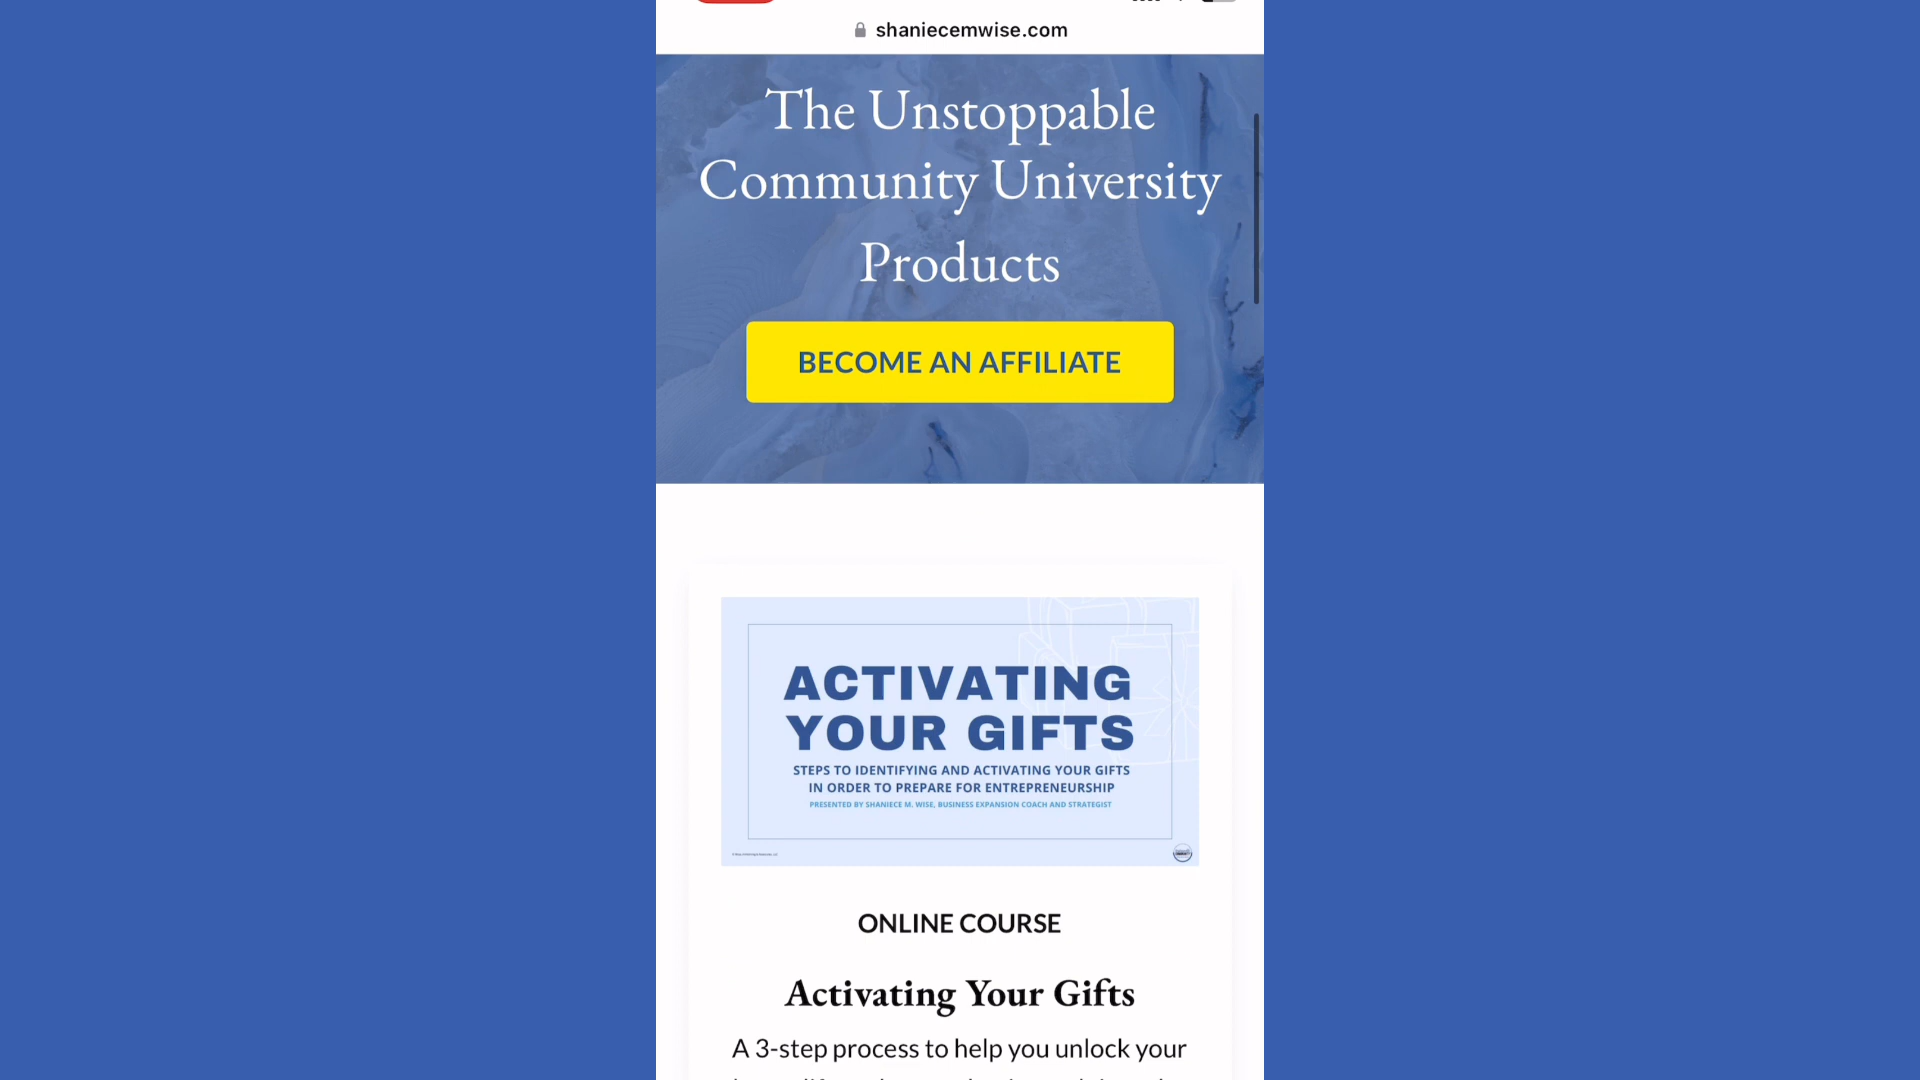 shaniecemwise.com
The Unstoppable
Community University
Products
BECOME AN AFFILIATE
ACTIVATING
YOUR GIFTS
STEPS TO IDENTIFYING AND ACTIVATING YOUR GIFTS
IN ORDER TO PREPARE FOR ENTREPRENEURSHIP
PRESENTED BY SHANIECE M. WISE, BUSINESS EXPANSION COACH AND STRATEGIST
ONLINE COURSE
Activating Your Gifts
A 3-step process to help you unlock your